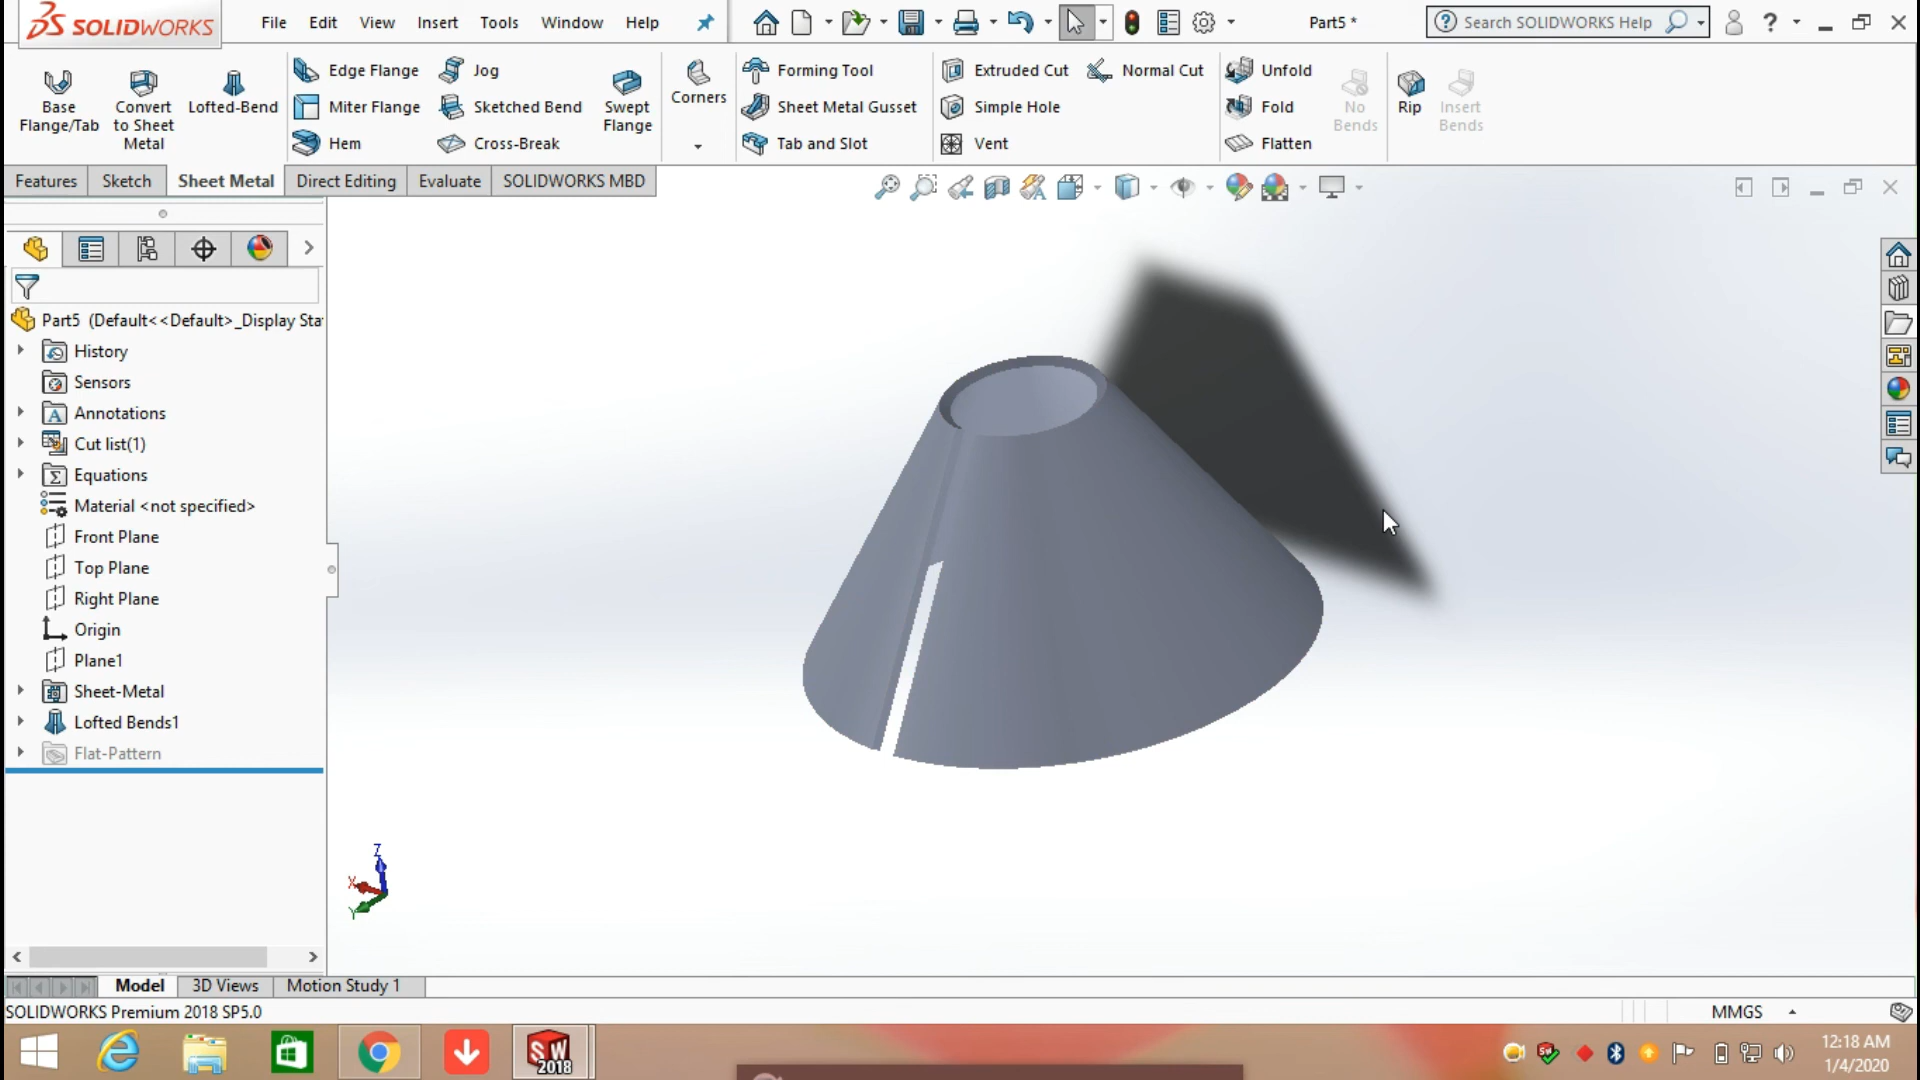 SOLIDWORKS
File Edit View Insert Tools Window Help
Part5 *
Search SOLIDWORKS Help
Base Flange/Tab
Convert to Sheet Metal
Lofted-Bend
Edge Flange
Miter Flange
Hem
Jog
Sketched Bend
Cross-Break
Swept Flange
Corners
Forming Tool
Sheet Metal Gusset
Tab and Slot
Extruded Cut
Simple Hole
Vent
Normal Cut
Unfold
Fold
Flatten
No Bends
Rip
Insert Bends
Features Sketch Sheet Metal Direct Editing Evaluate SOLIDWORKS MBD
Part5 (Default<<Default>_Display Sta
History
Sensors
Annotations
Cut list(1)
Equations
Material <not specified>
Front Plane
Top Plane
Right Plane
Origin
Plane1
Sheet-Metal
Lofted Bends1
Flat-Pattern
Z
X
Y
Model 3D Views Motion Study 1
SOLIDWORKS Premium 2018 SP5.0
MMGS
SW 2018
12:18 AM
1/4/2020